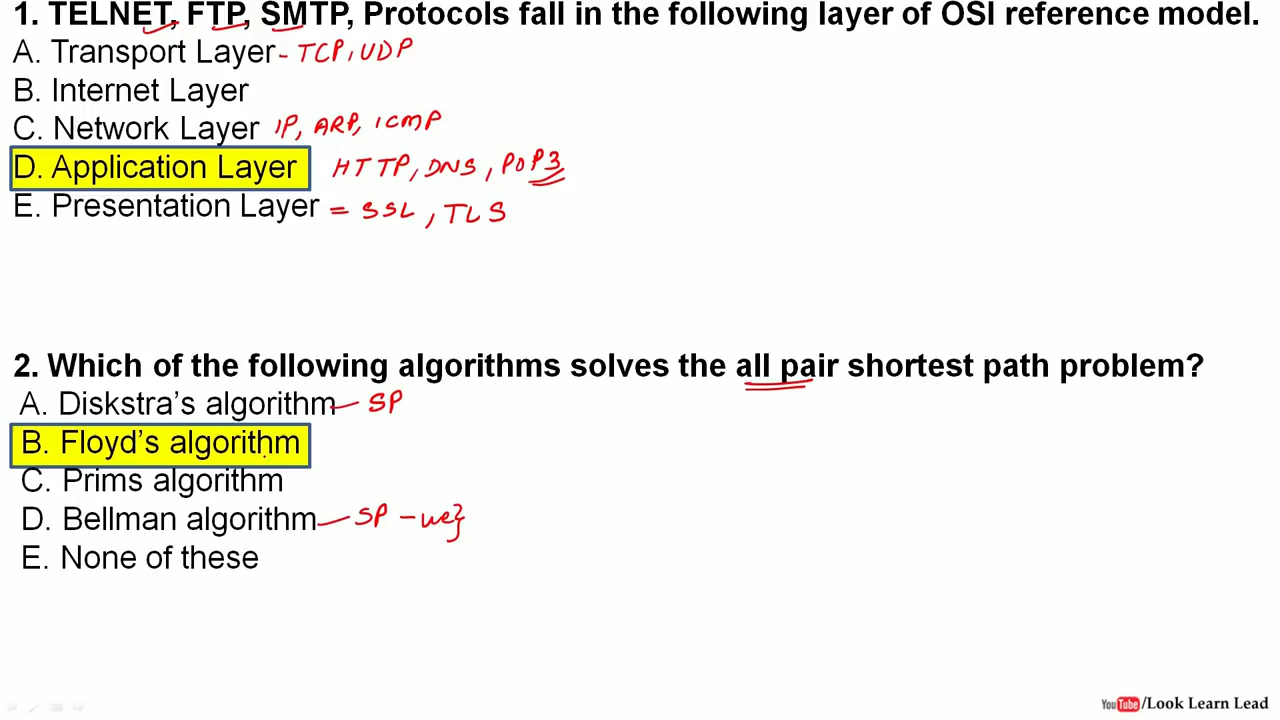 1. TELNET, FTP, SMTP, Protocols fall in the following layer of OSI reference model.
A. Transport Layer - TCP, UDP
B. Internet Layer
C. Network Layer IP, ARP, ICMP
D. Application Layer HTTP, DNS, POP3
E. Presentation Layer = SSL, TLS
2. Which of the following algorithms solves the all pair shortest path problem?
A. Diskstra's algorithm - SP
B. Floyd's algorithm
C. Prims algorithm
D. Bellman algorithm - SP
E. None of these
YouTube/Look Learn Lead